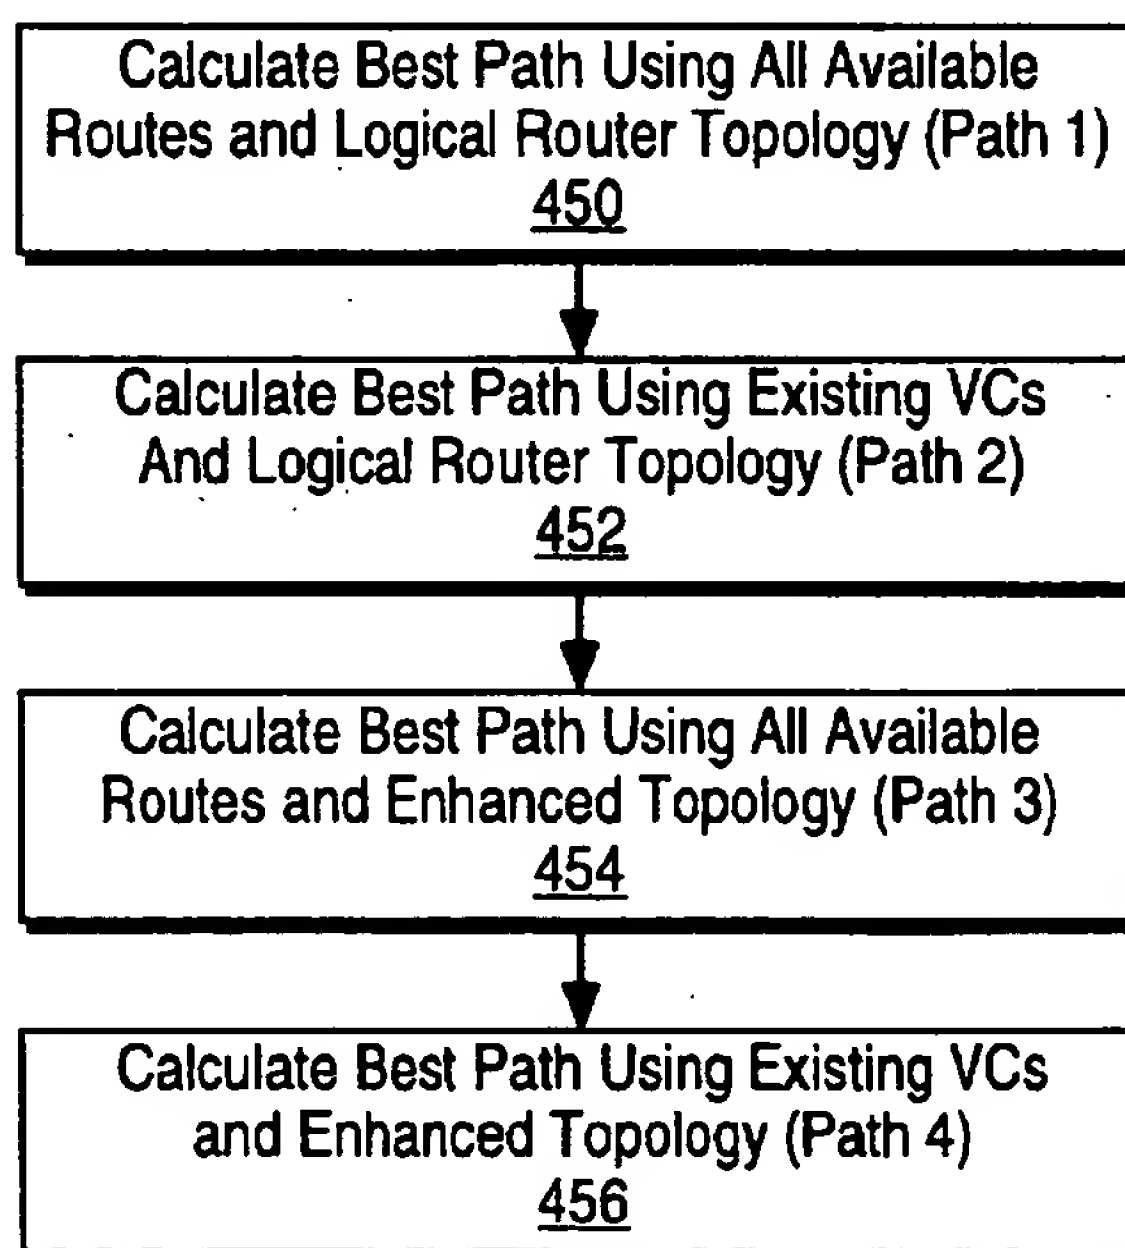 Calculate Best Path Using All Available
Routes and Logical Router Topology (Path 1)
450
Calculate Best Path Using Existing VCs
And Logical Router Topology (Path 2)
452
Calculate Best Path Using All Available
Routes and Enhanced Topology (Path 3)
454
Calculate Best Path Using Existing VCs
and Enhanced Topology (Path 4)
456